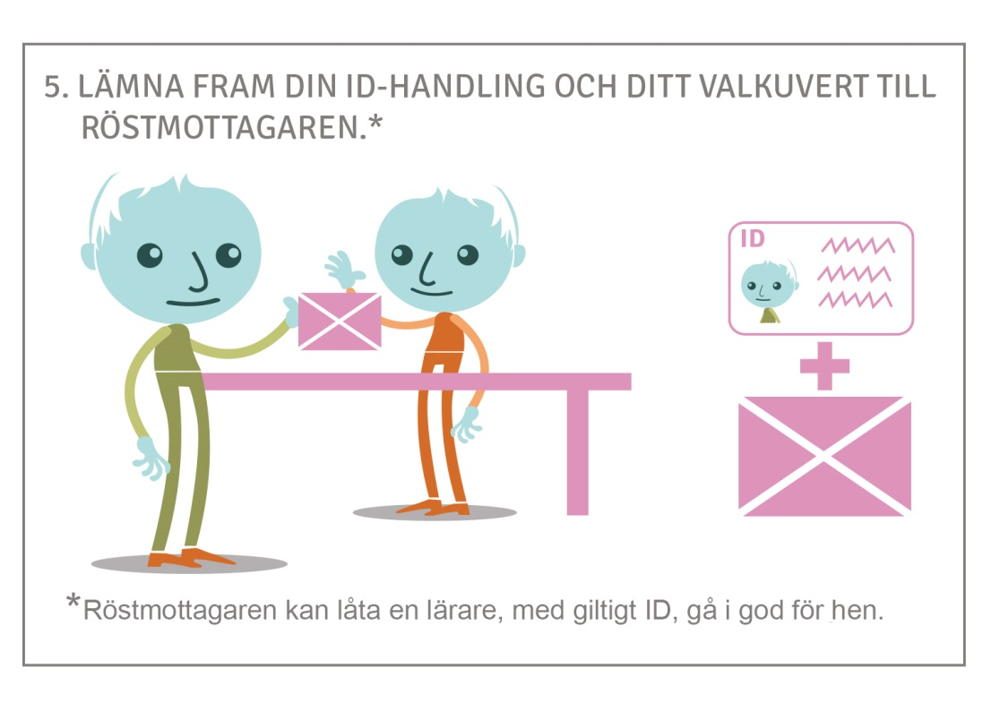 5. LÄMNA FRAM DIN ID-HANDLING OCH DITT VALKUVERT TILL
RÖSTMOTTAGAREN.*
ID
*Röstmottagaren kan låta en lärare, med giltigt ID, gå i god för hen.